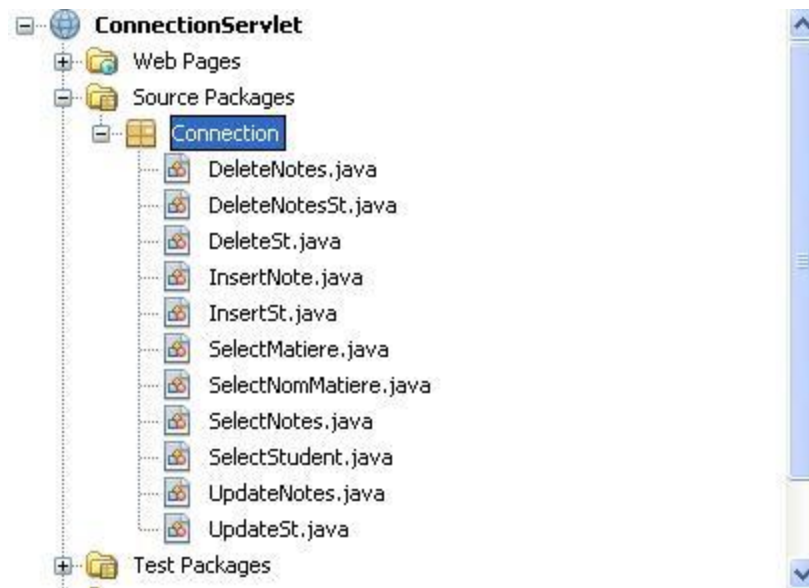 ConnectionServlet
Web Pages
Source Packages
Connection
DeleteNotes.java
DeleteNotesSt.java
DeleteSt.java
InsertNote.java
InsertSt.java
SelectMatiere.java
SelectNomMatiere.java
SelectNotes.java
SelectStudent.java
UpdateNotes.java
UpdateSt.java
Test Packages